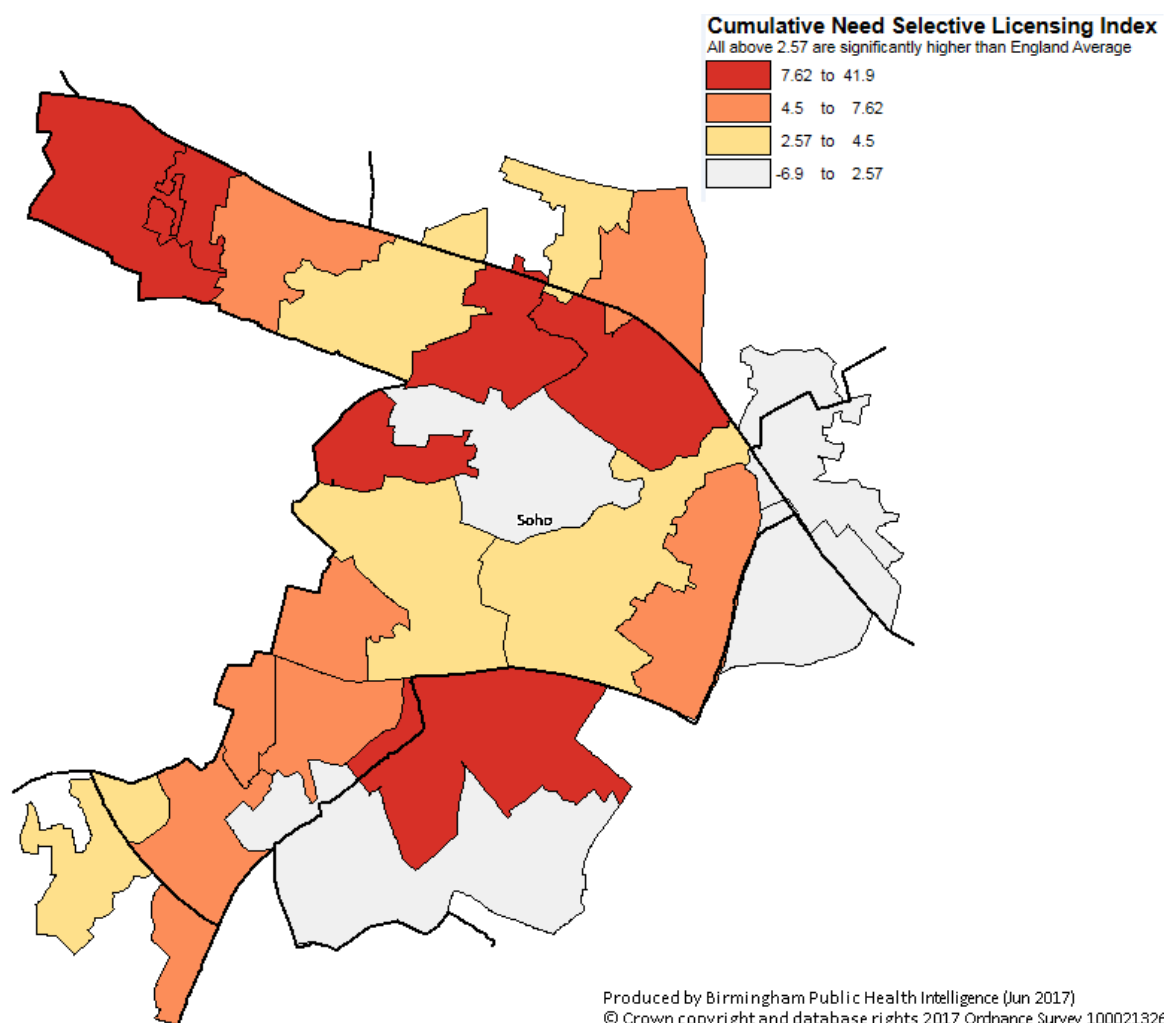 Cumulative Need Selective Licensing Index
All above 2.57 are significantly higher than England Average
7.62 to 41.9
4.5 to 7.62
2.57 to 4.5
-6.9 to 2.57
Soho
Produced by Birmingham Public Health Intelligence (Jun 2017)
© Crown copyright and database rights 2017 Ordnance Survey 100021326